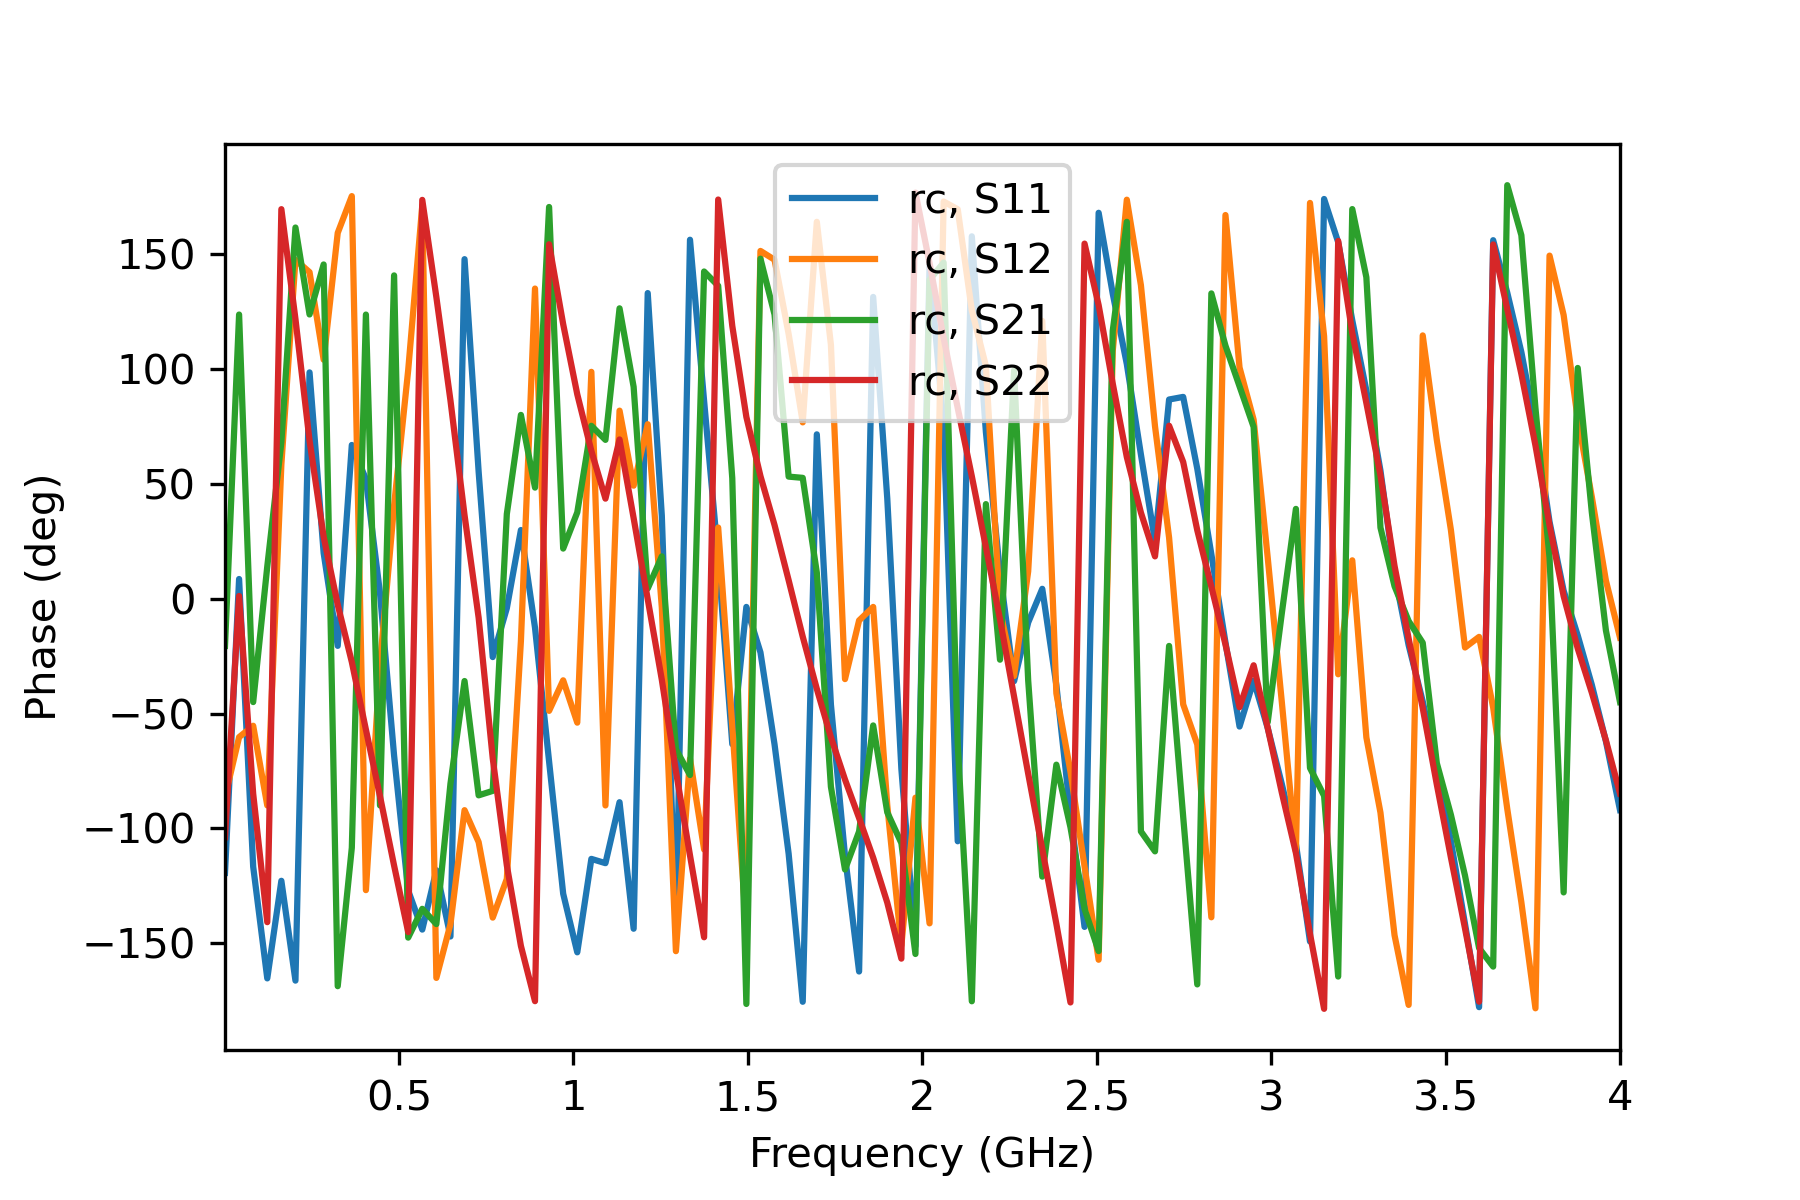 rc, S11
rc, S12
rc, S21
rc, S22
Phase (deg)
150
100
50
0
−50
−100
−150
0.5 1 1.5 2 2.5 3 3.5 4
Frequency (GHz)